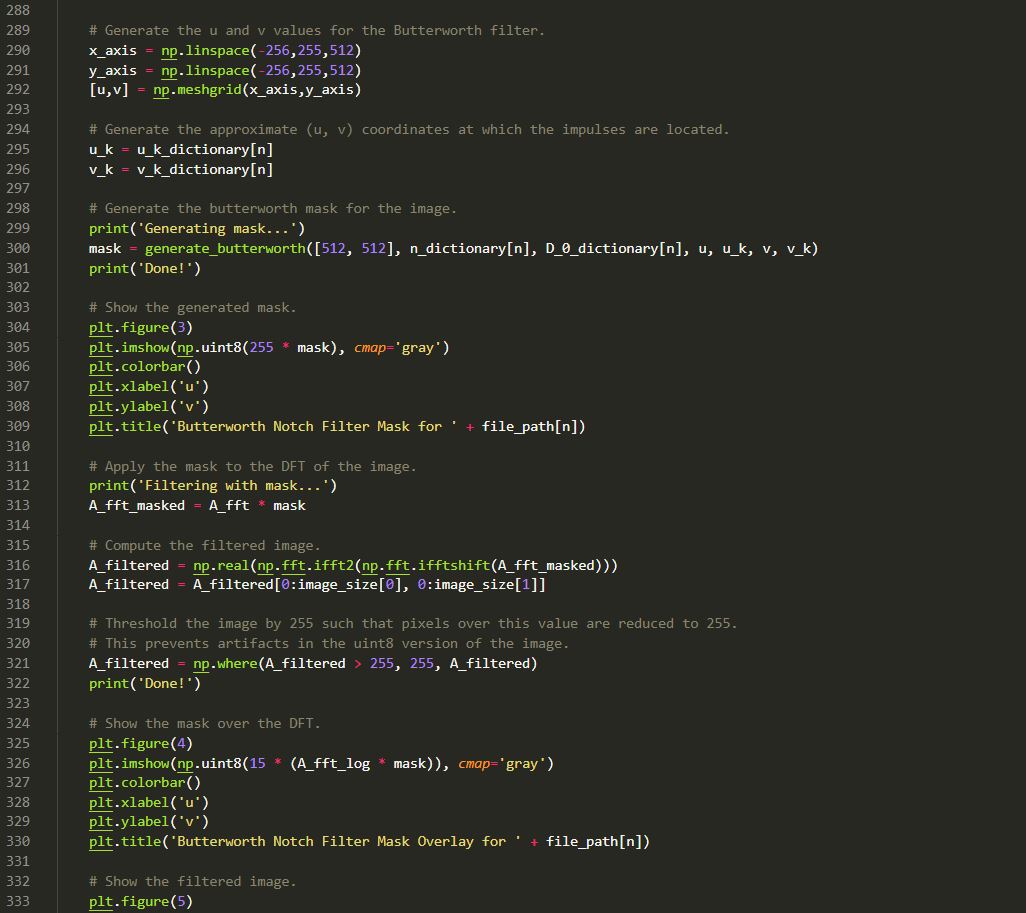 288
289 # Generate the u and v values for the Butterworth filter.
290 x_axis = np.linspace(-256,255,512)
291 y_axis = np.linspace(-256,255,512)
292 [u,v] = np.meshgrid(x_axis,y_axis)
293
294 # Generate the approximate (u, v) coordinates at which the impulses are located.
295 u_k = u_k_dictionary[n]
296 v_k = v_k_dictionary[n]
297
298 # Generate the butterworth mask for the image.
299 print('Generating mask...')
300 mask = generate_butterworth([512, 512], n_dictionary[n], D_0_dictionary[n], u, u_k, v, v_k)
301 print('Done!')
302
303 # Show the generated mask.
304 plt.figure(3)
305 plt.imshow(np.uint8(255 * mask), cmap='gray')
306 plt.colorbar()
307 plt.xlabel('u')
308 plt.ylabel('v')
309 plt.title('Butterworth Notch Filter Mask for ' + file_path[n])
310
311 # Apply the mask to the DFT of the image.
312 print('Filtering with mask...')
313 A_fft_masked = A_fft * mask
314
315 # Compute the filtered image.
316 A_filtered = np.real(np.fft.ifft2(np.fft.ifftshift(A_fft_masked)))
317 A_filtered = A_filtered[0:image_size[0], 0:image_size[1]]
318
319 # Threshold the image by 255 such that pixels over this value are reduced to 255.
320 # This prevents artifacts in the uint8 version of the image.
321 A_filtered = np.where(A_filtered > 255, 255, A_filtered)
322 print('Done!')
323
324 # Show the mask over the DFT.
325 plt.figure(4)
326 plt.imshow(np.uint8(15 * (A_fft_log * mask)), cmap='gray')
327 plt.colorbar()
328 plt.xlabel('u')
329 plt.ylabel('v')
330 plt.title('Butterworth Notch Filter Mask Overlay for ' + file_path[n])
331
332 # Show the filtered image.
333 plt.figure(5)